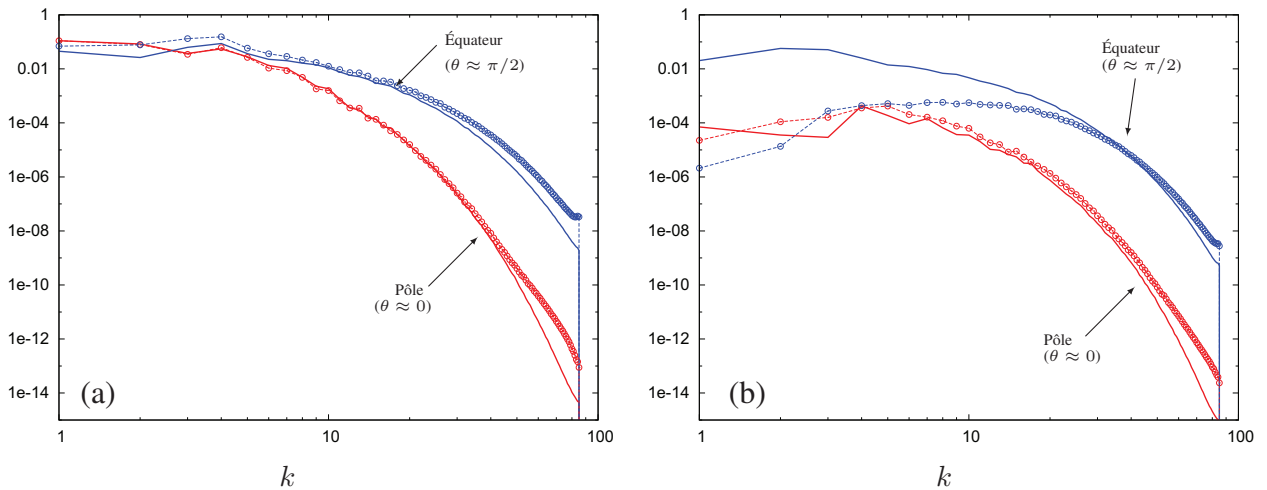 1
0.01
1e-04
1e-06
1e-08
1e-10
1e-12
1e-14
1
10
100
k
(a)
Équateur
(θ ≈ π/2)
Pôle
(θ ≈ 0)
1
0.01
1e-04
1e-06
1e-08
1e-10
1e-12
1e-14
1
10
100
k
(b)
Équateur
(θ ≈ π/2)
Pôle
(θ ≈ 0)